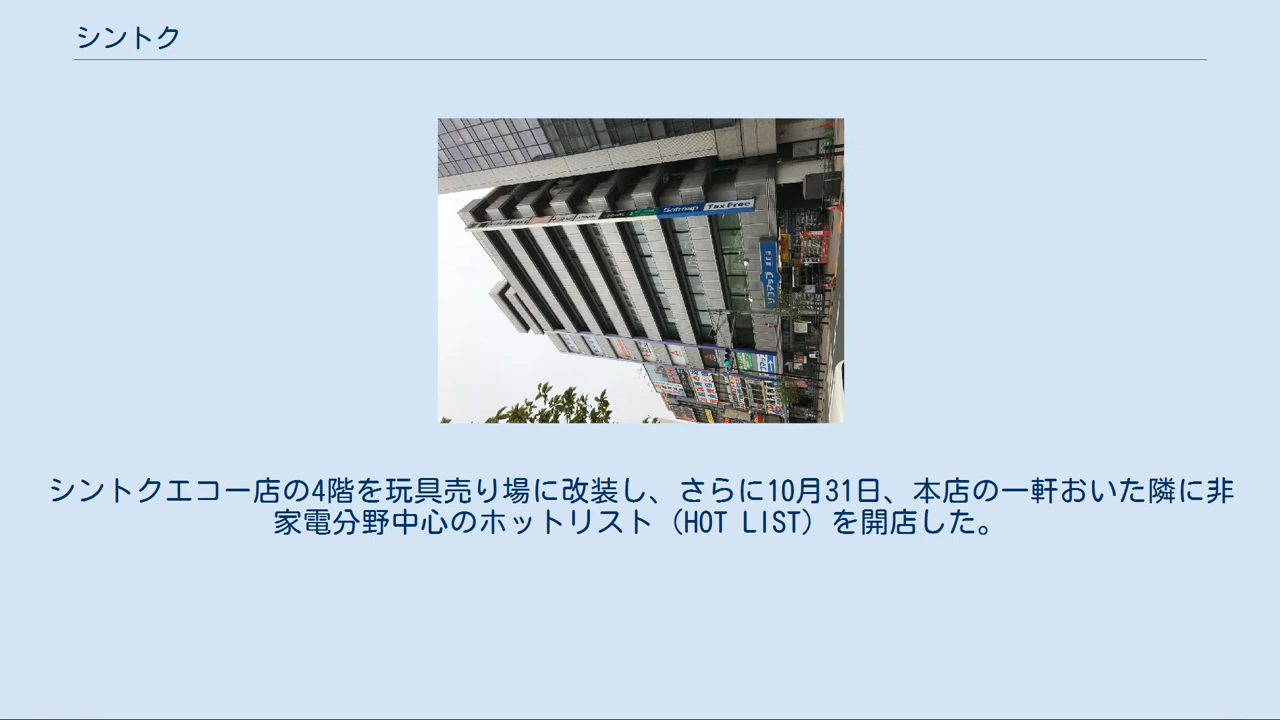 シントク
Sofmap
Tax Free
シントクエコー店の4階を玩具売り場に改装し、さらに10月31日、本店の一軒おいた隣に非
家電分野中心のホットリスト（HOT LIST）を開店した。